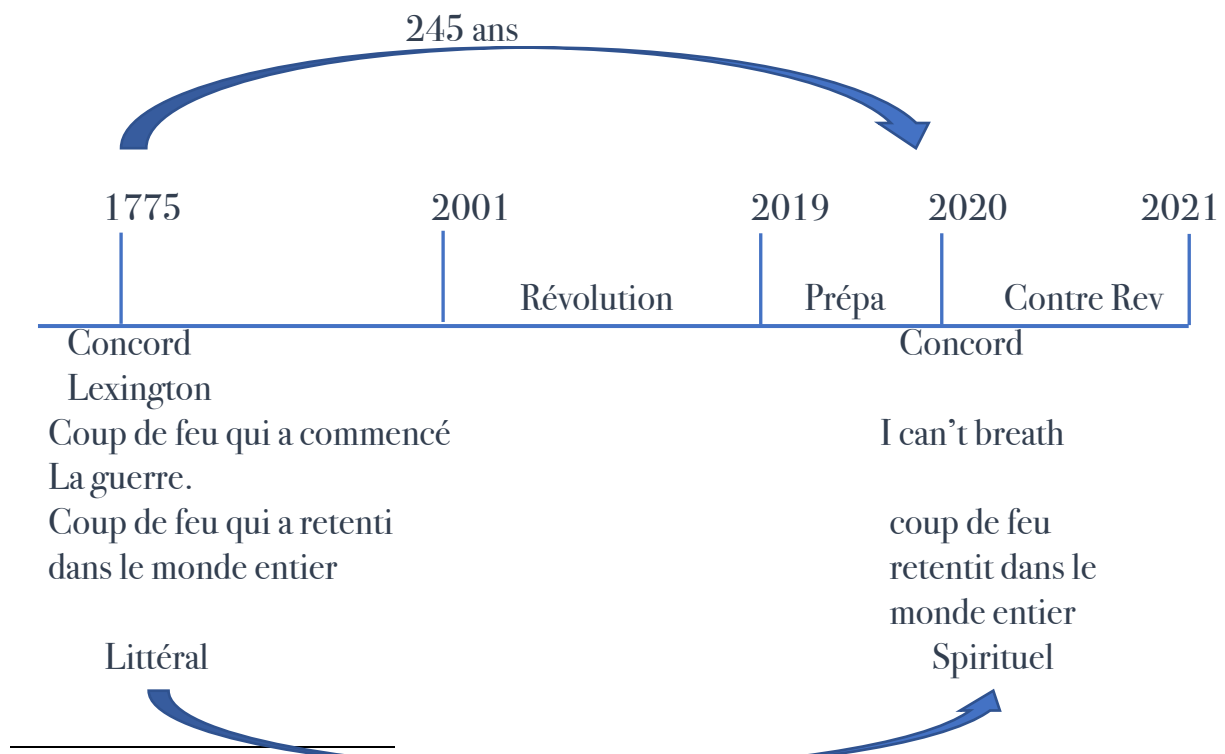 245 ans
1775 2001 2019 2020 2021
Révolution Prépa Contre Rev
Concord Concord
Lexington
Coup de feu qui a commencé I can’t breath
La guerre.
Coup de feu qui a retenti coup de feu
dans le monde entier retentit dans le
monde entier
Littéral Spirituel